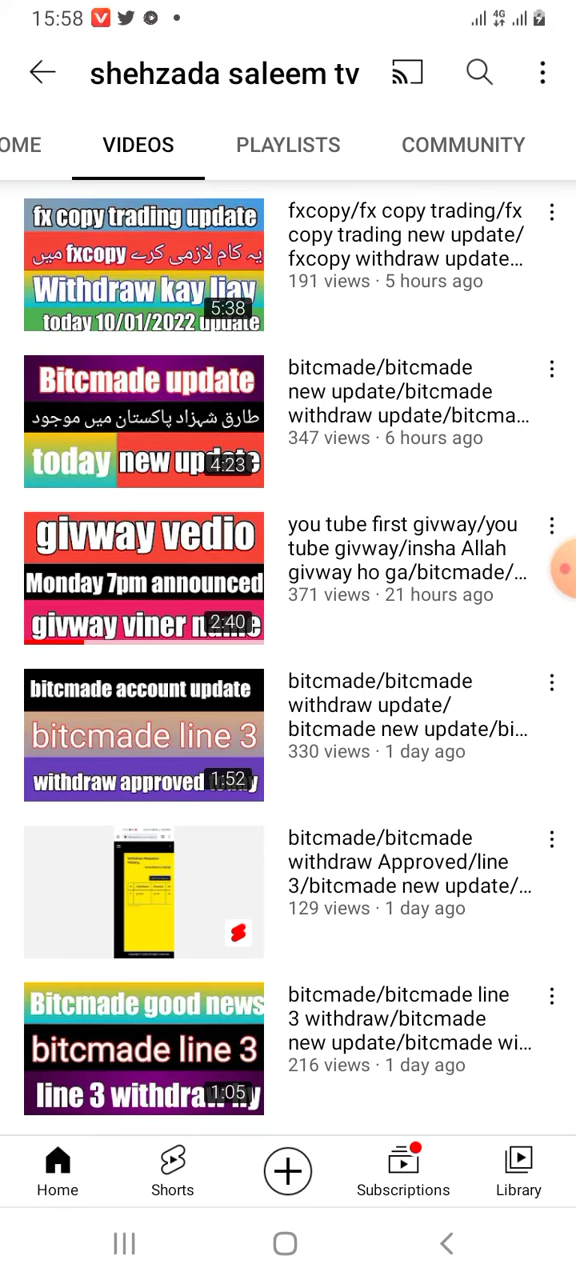 15:58
4G
shehzada saleem tv
OME
VIDEOS
PLAYLISTS
COMMUNITY
fx copy trading update
یہ کام لازمی کرے fxcopy میں
Withdraw kay liay
today 10/01/2022 update
5:38
fxcopy/fx copy trading/fx
copy trading new update/
fxcopy withdraw update...
191 views · 5 hours ago
Bitcmade update
طارق شہزاد پاکستان میں موجود
today new update
4:23
bitcmade/bitcmade
new update/bitcmade
withdraw update/bitcma...
347 views · 6 hours ago
givway vedio
Monday 7pm announced
givway viner name
2:40
you tube first givway/you
tube givway/insha Allah
givway ho ga/bitcmade/...
371 views · 21 hours ago
bitcmade account update
bitcmade line 3
withdraw approved
1:52
bitcmade/bitcmade
withdraw update/
bitcmade new update/bi...
330 views · 1 day ago
bitcmade/bitcmade
withdraw Approved/line
3/bitcmade new update/...
129 views · 1 day ago
Bitcmade good news
bitcmade line 3
line 3 withdraw
1:05
bitcmade/bitcmade line
3 withdraw/bitcmade
new update/bitcmade wi...
216 views · 1 day ago
Home
Shorts
Subscriptions
Library